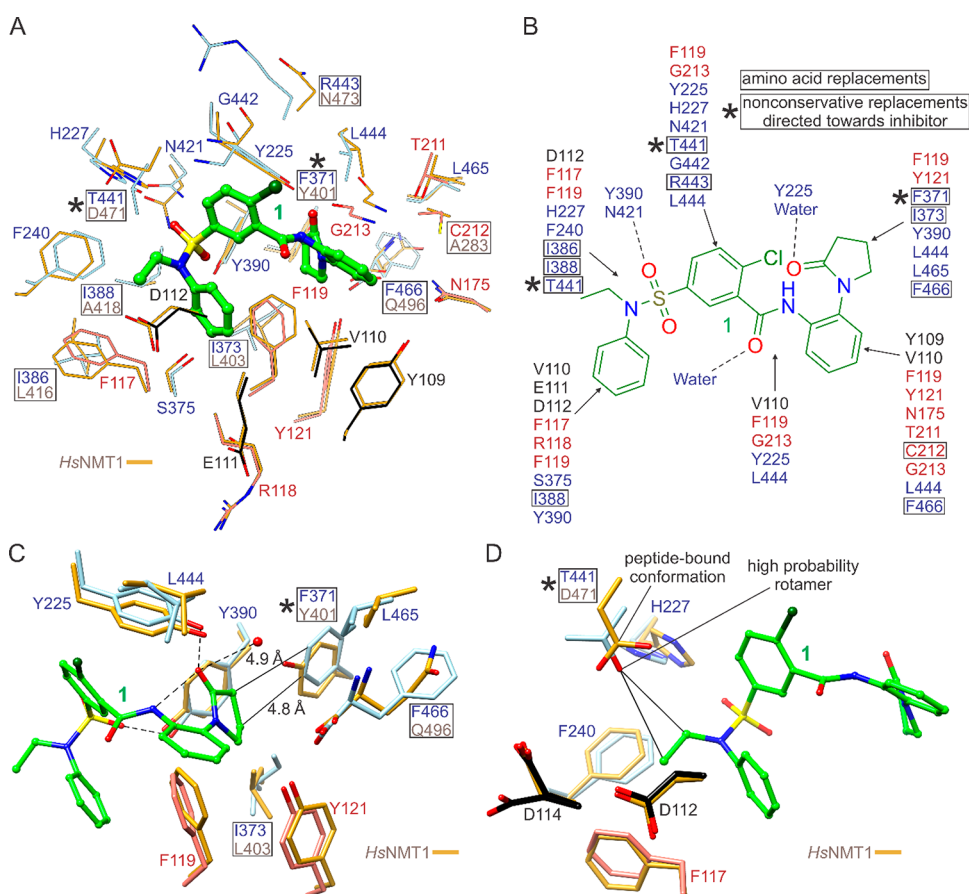 A
R443
N473
G442
H227
N421
Y225
L444
T211
*
L465
* T441
D471
F371
Y401
1
F240
G213
C212
A283
Y390
I388
A418
D112
F119
F466
Q496
N175
I373
L403
V110
I386
L416
F117
S375
Y109
Y121
E111
HsNMT1
R118
B
F119
G213
Y225
H227
N421
* T441
G442
R443
L444
amino acid replacements
* nonconservative replacements
directed towards inhibitor
D112
F117
F119
H227
F240
I386
I388
* T441
Y390
N421
Y225
Water
F119
Y121
* F371
I373
Y390
L444
L465
F466
O
O
S
N
Cl
O
N
H
N
O
1
Water
V110
E111
D112
F117
R118
F119
S375
I388
Y390
V110
F119
G213
Y225
L444
Y109
V110
F119
Y121
N175
T211
C212
G213
L444
F466
C
L444
Y225
Y390
* F371
Y401
L465
4.9 Å
1
4.8 Å
F466
Q496
I373
L403
Y121
F119
HsNMT1
D
* T441
D471
peptide-bound
conformation
high probability
rotamer
H227
1
F240
D114
D112
F117
HsNMT1